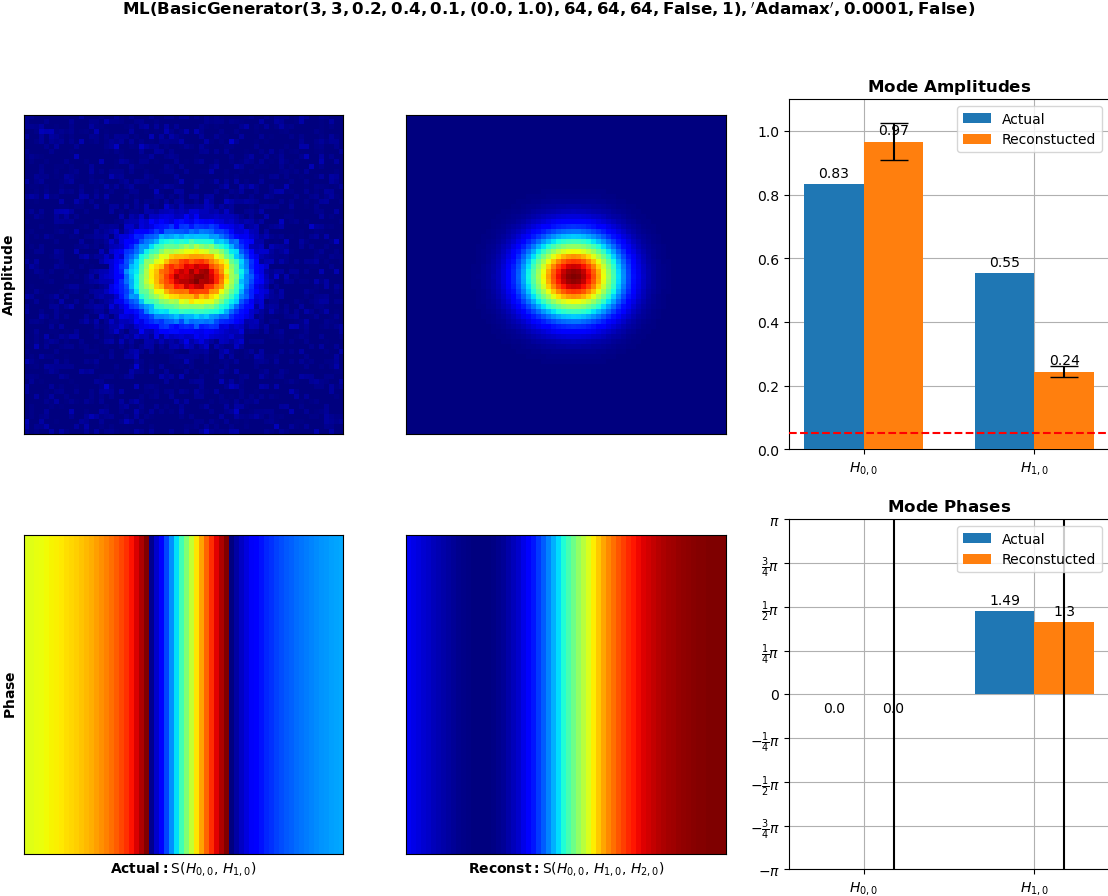 ML(BasicGenerator(3, 3, 0.2, 0.4, 0.1, (0.0, 1.0), 64, 64, 64, False, 1), 'Adamax', 0.0001, False)
Amplitude
Mode Amplitudes
Actual
Reconstucted
1.0
0.8
0.6
0.4
0.2
0.0
0.83
0.97
0.55
0.24
H0,0
H1,0
Phase
Actual: S(H0,0, H1,0)
Reconst: S(H0,0, H1,0, H2,0)
Mode Phases
Actual
Reconstucted
π
3/4π
1/2π
1/4π
0
−1/4π
−1/2π
−3/4π
−π
0.0
0.0
1.49
1.3
H0,0
H1,0